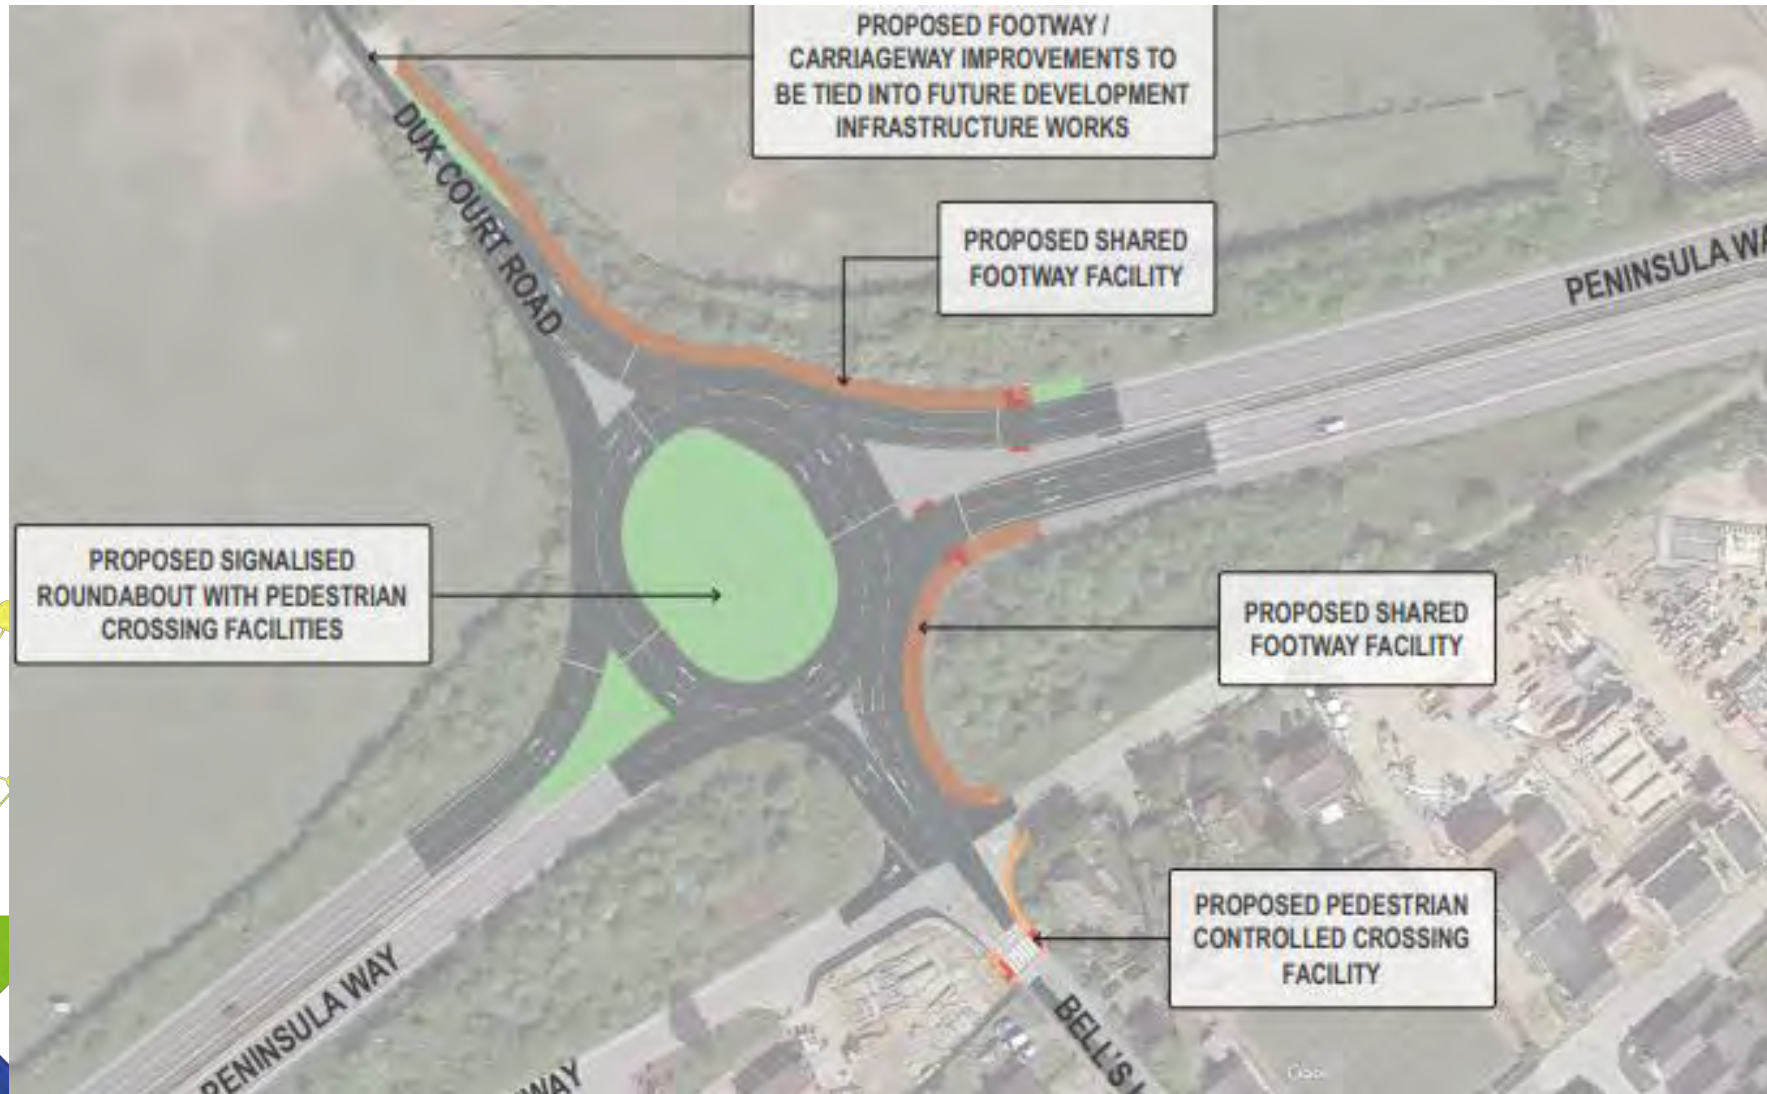 PROPOSED FOOTWAY /
CARRIAGEWAY IMPROVEMENTS TO
BE TIED INTO FUTURE DEVELOPMENT
INFRASTRUCTURE WORKS
DUX COURT ROAD
PROPOSED SHARED
FOOTWAY FACILITY
PENINSULA WA
PROPOSED SIGNALISED
ROUNDABOUT WITH PEDESTRIAN
CROSSING FACILITIES
PROPOSED SHARED
FOOTWAY FACILITY
PROPOSED PEDESTRIAN
CONTROLLED CROSSING
FACILITY
PENINSULA WAY
WAY
BELL'S